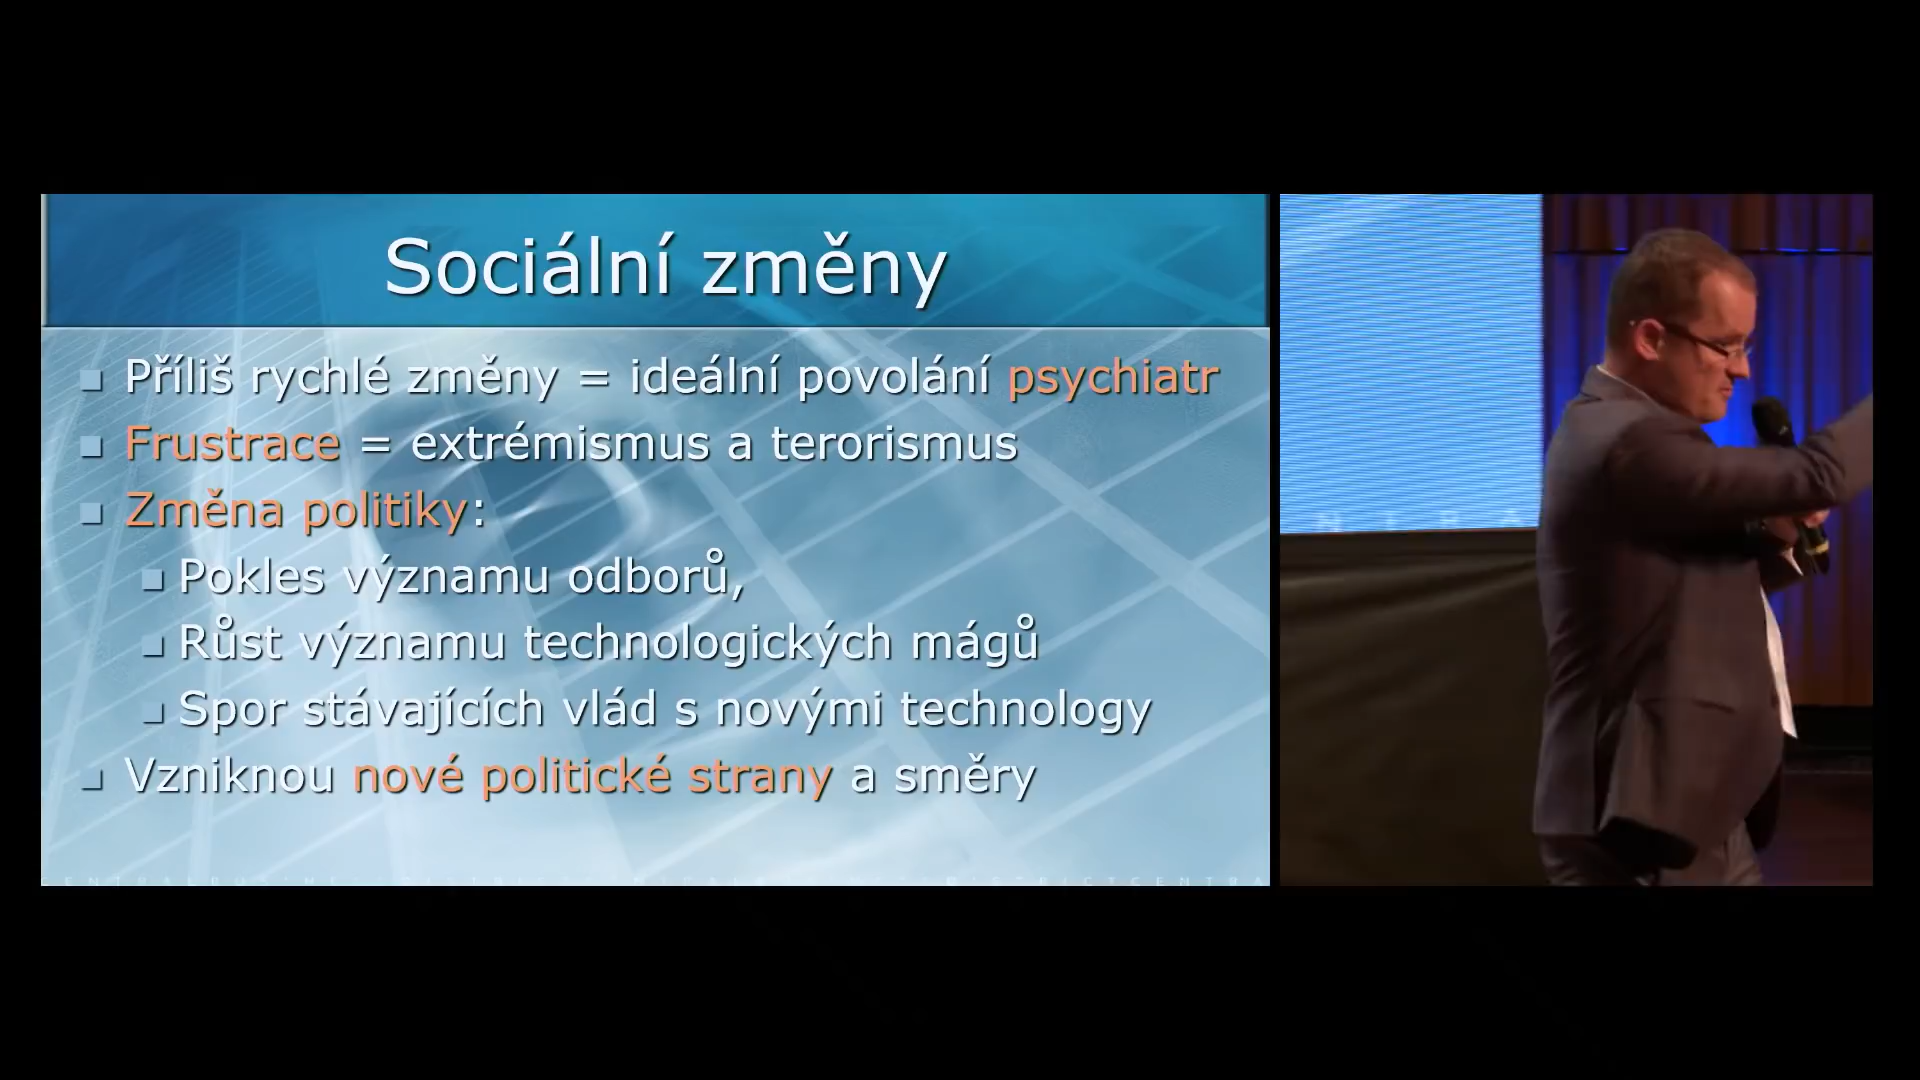 Sociální změny
Příliš rychlé změny = ideální povolání psychiatr
Frustrace = extrémismus a terorismus
Změna politiky:
Pokles významu odborů,
Růst významu technologických mágů
Spor stávajících vlád s novými technology
Vzniknou nové politické strany a směry